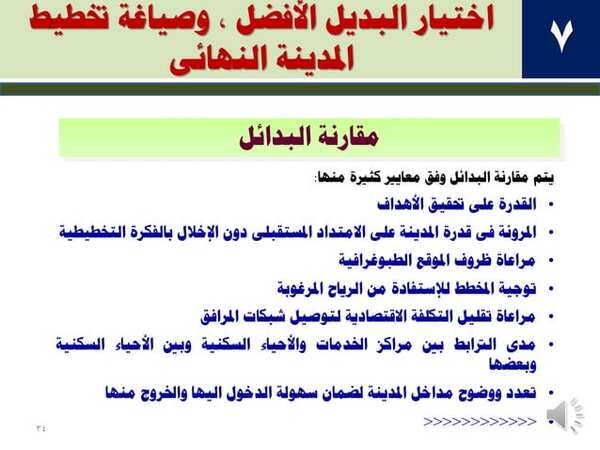 ٧
اختيار البديل الأفضل ، وصياغة تخطيط
المدينة النهائى
مقارنة البدائل
يتم مقارنة البدائل وفق معايير كثيرة منها:
• القدرة على تحقيق الأهداف
• المرونة فى قدرة المدينة على الامتداد المستقبلى دون الإخلال بالفكرة التخطيطية
• مراعاة ظروف الموقع الطبوغرافية
• توجية المخطط للإستفادة من الرياح المرغوبة
• مراعاة تقليل التكلفة الاقتصادية لتوصيل شبكات المرافق
• مدى الترابط بين مراكز الخدمات والأحياء السكنية وبين الأحياء السكنية
وبعضها
• تعدد ووضوح مداخل المدينة لضمان سهولة الدخول اليها والخروج منها
• <<<<<<<<<<<<
٣٤